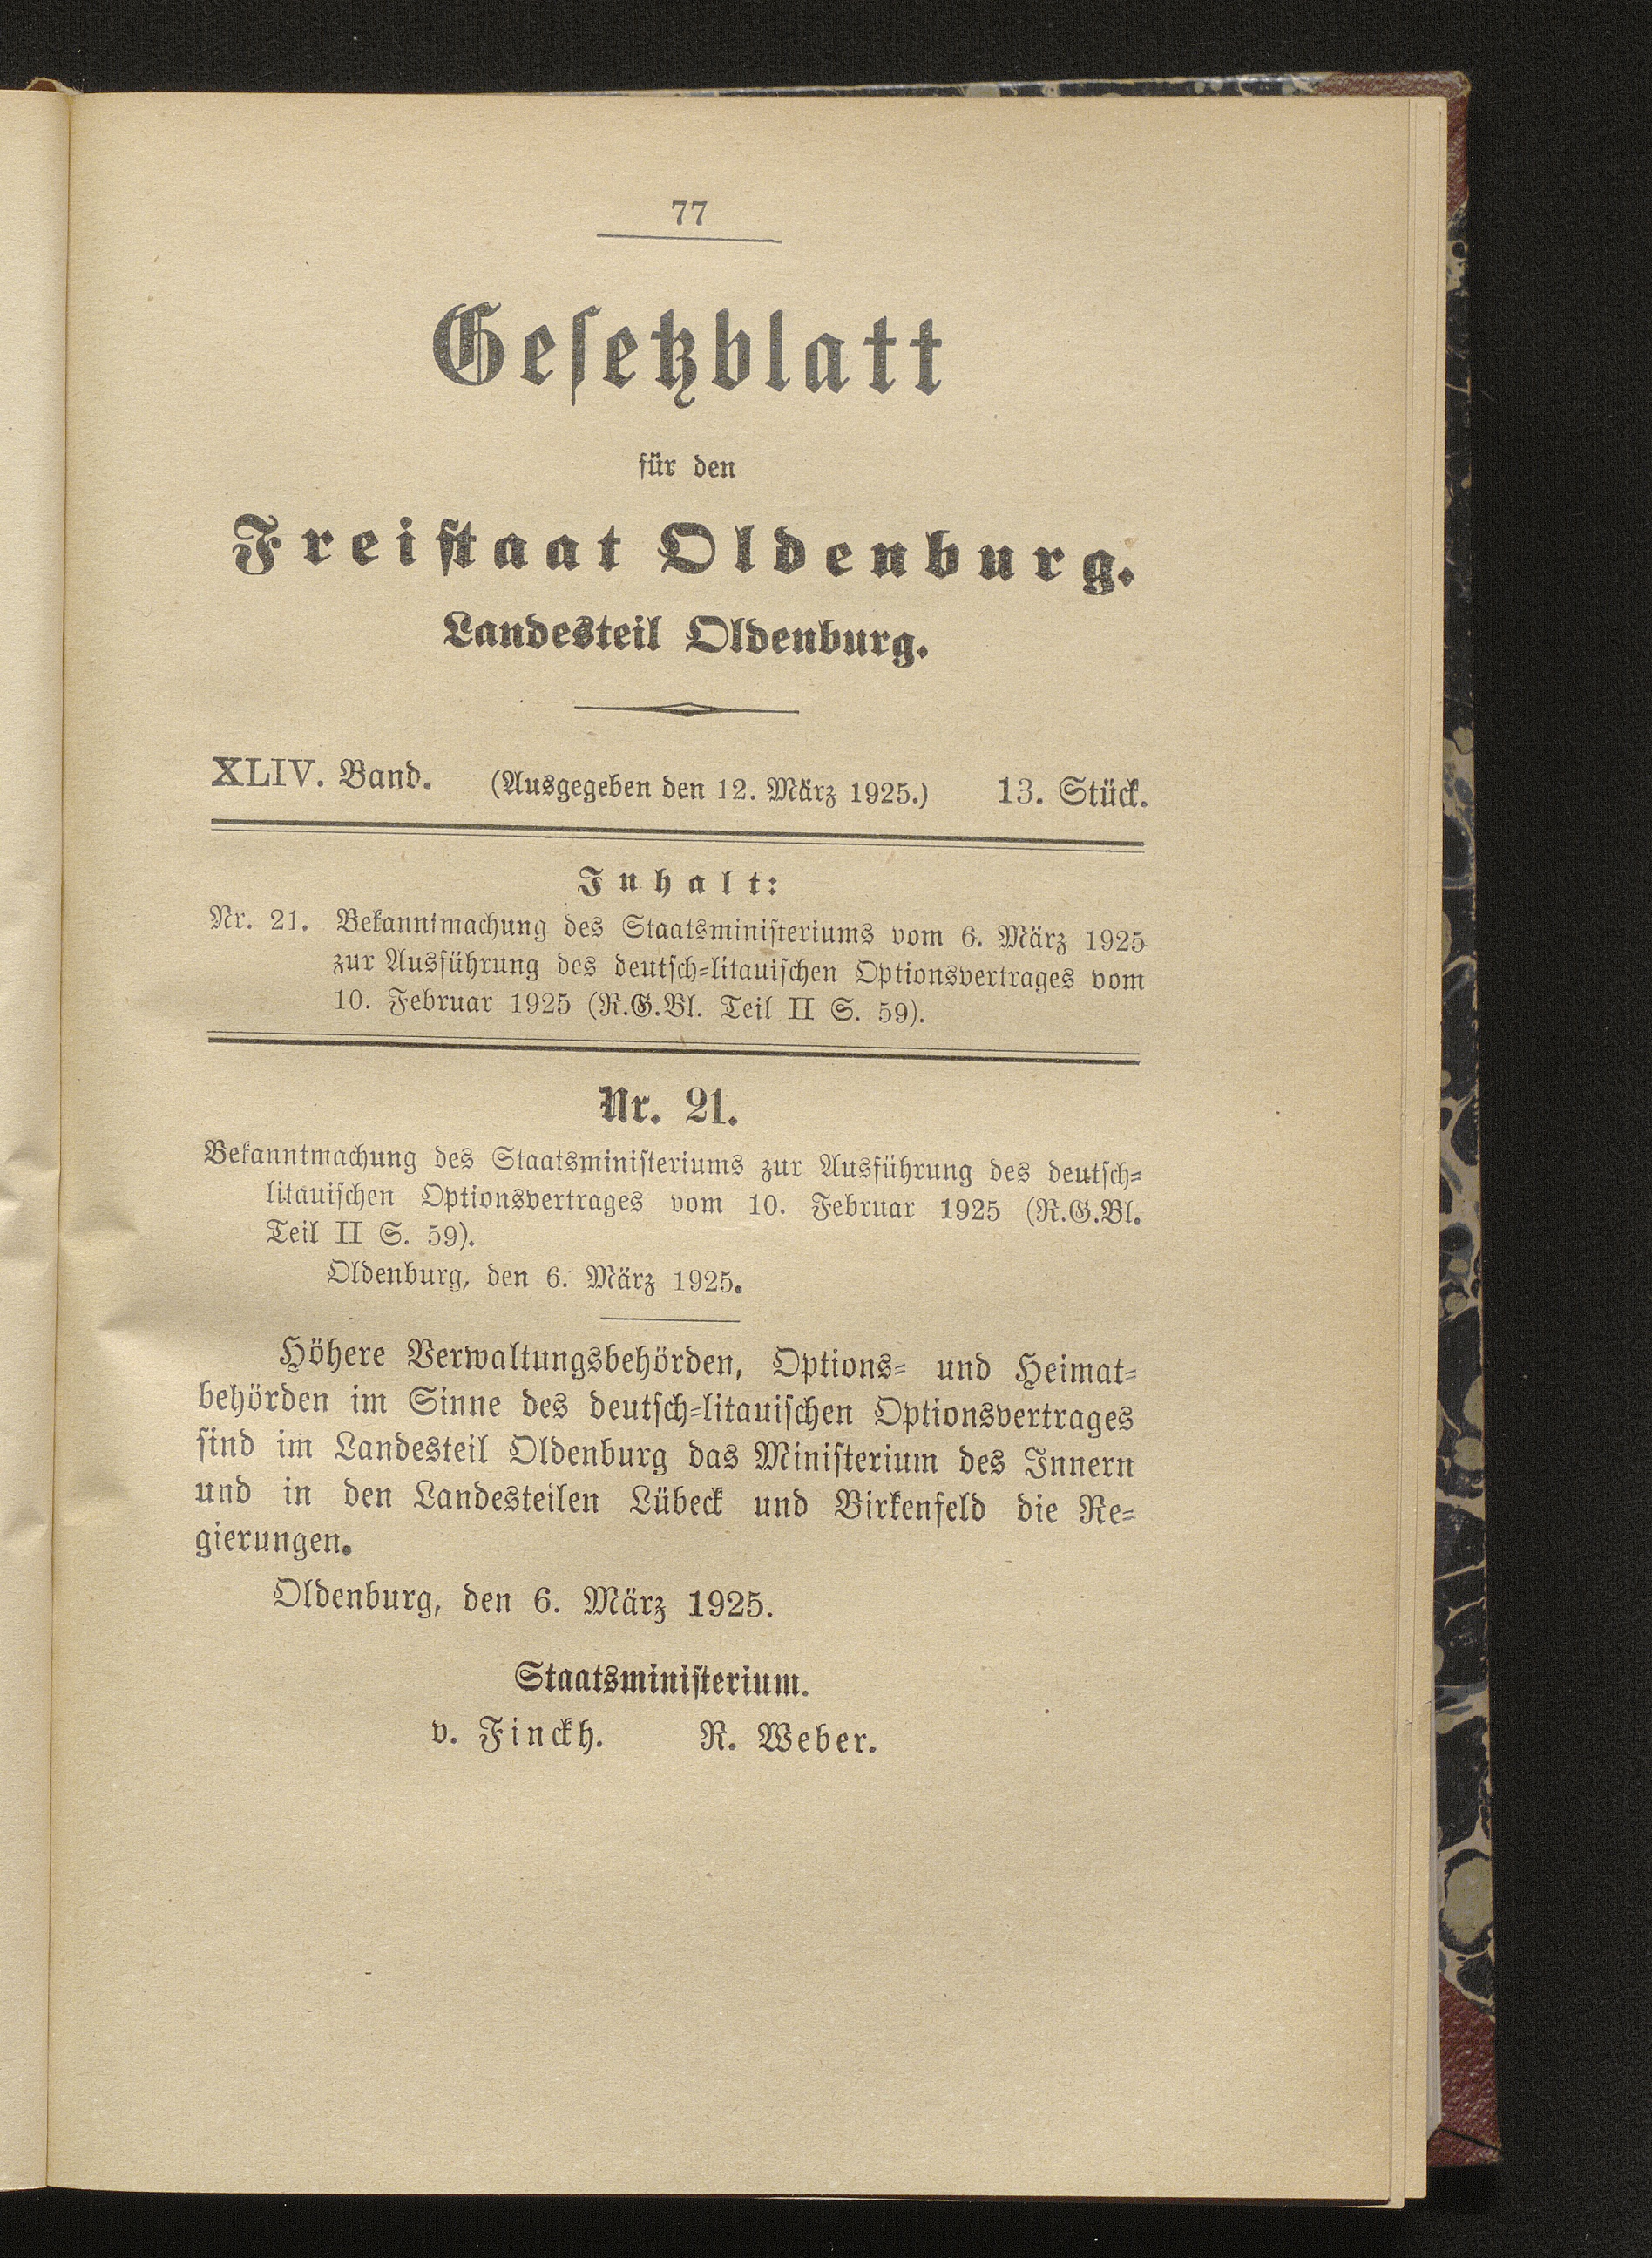 77
Gesetzblatt
für den
Freistaat Oldenburg.
Landesteil Oldenburg.
XLIV. Band. (Ausgegeben den 12. März 1925.) 13. Stück.
Inhalt:
Nr. 21. Bekanntmachung des Staatsministeriums vom 6. März 1925
zur Ausführung des deutsch-litauischen Optionsvertrages vom
10. Februar 1925 (R.G.Bl. Teil II S. 59).
Nr. 21.
Bekanntmachung des Staatsministeriums zur Ausführung des deutsch-
litauischen Optionsvertrages vom 10. Februar 1925 (R.G.Bl.
Teil II S. 59).
Oldenburg, den 6. März 1925.
Höhere Verwaltungsbehörden, Options- und Heimat-
behörden im Sinne des deutsch-litauischen Optionsvertrages
sind im Landesteil Oldenburg das Ministerium des Innern
und in den Landesteilen Lübeck und Birkenfeld die Re-
gierungen.
Oldenburg, den 6. März 1925.
Staatsministerium.
v. Finckh. R. Weber.